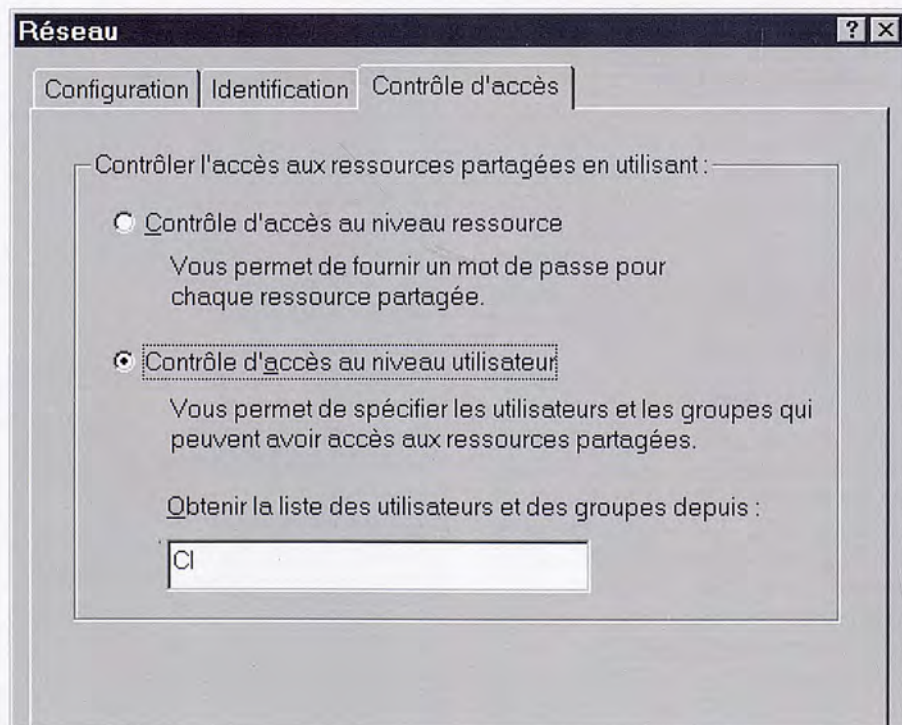 Réseau
Configuration
Identification
Contrôle d'accès
Contrôler l'accès aux ressources partagées en utilisant :
Contrôle d'accès au niveau ressource
Vous permet de fournir un mot de passe pour
chaque ressource partagée.
Contrôle d'accès au niveau utilisateur
Vous permet de spécifier les utilisateurs et les groupes qui
peuvent avoir accès aux ressources partagées.
Obtenir la liste des utilisateurs et des groupes depuis :
CI